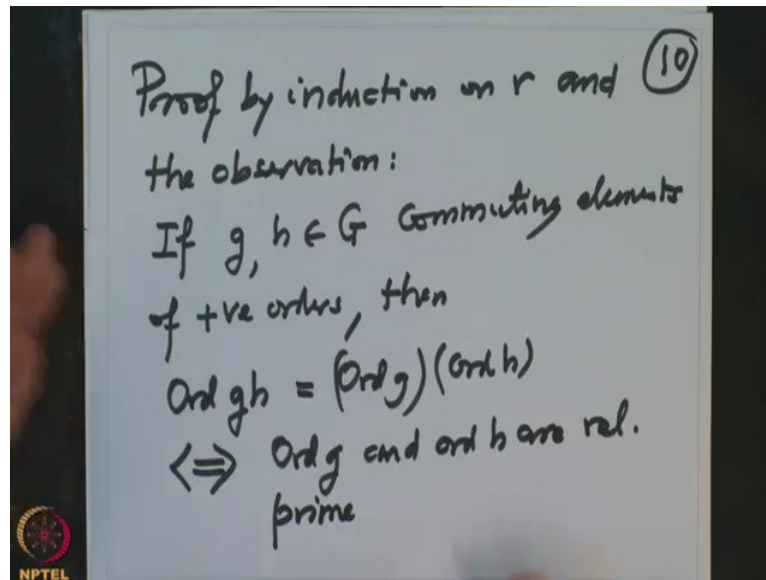 Proof by induction on r and
10
the observation:
If g, h ∈ G Commuting elements
of +ve orders, then
Ord gh = (Ord g)(ord h)
⟺ Ord g and ord h are rel.
prime
NPTEL